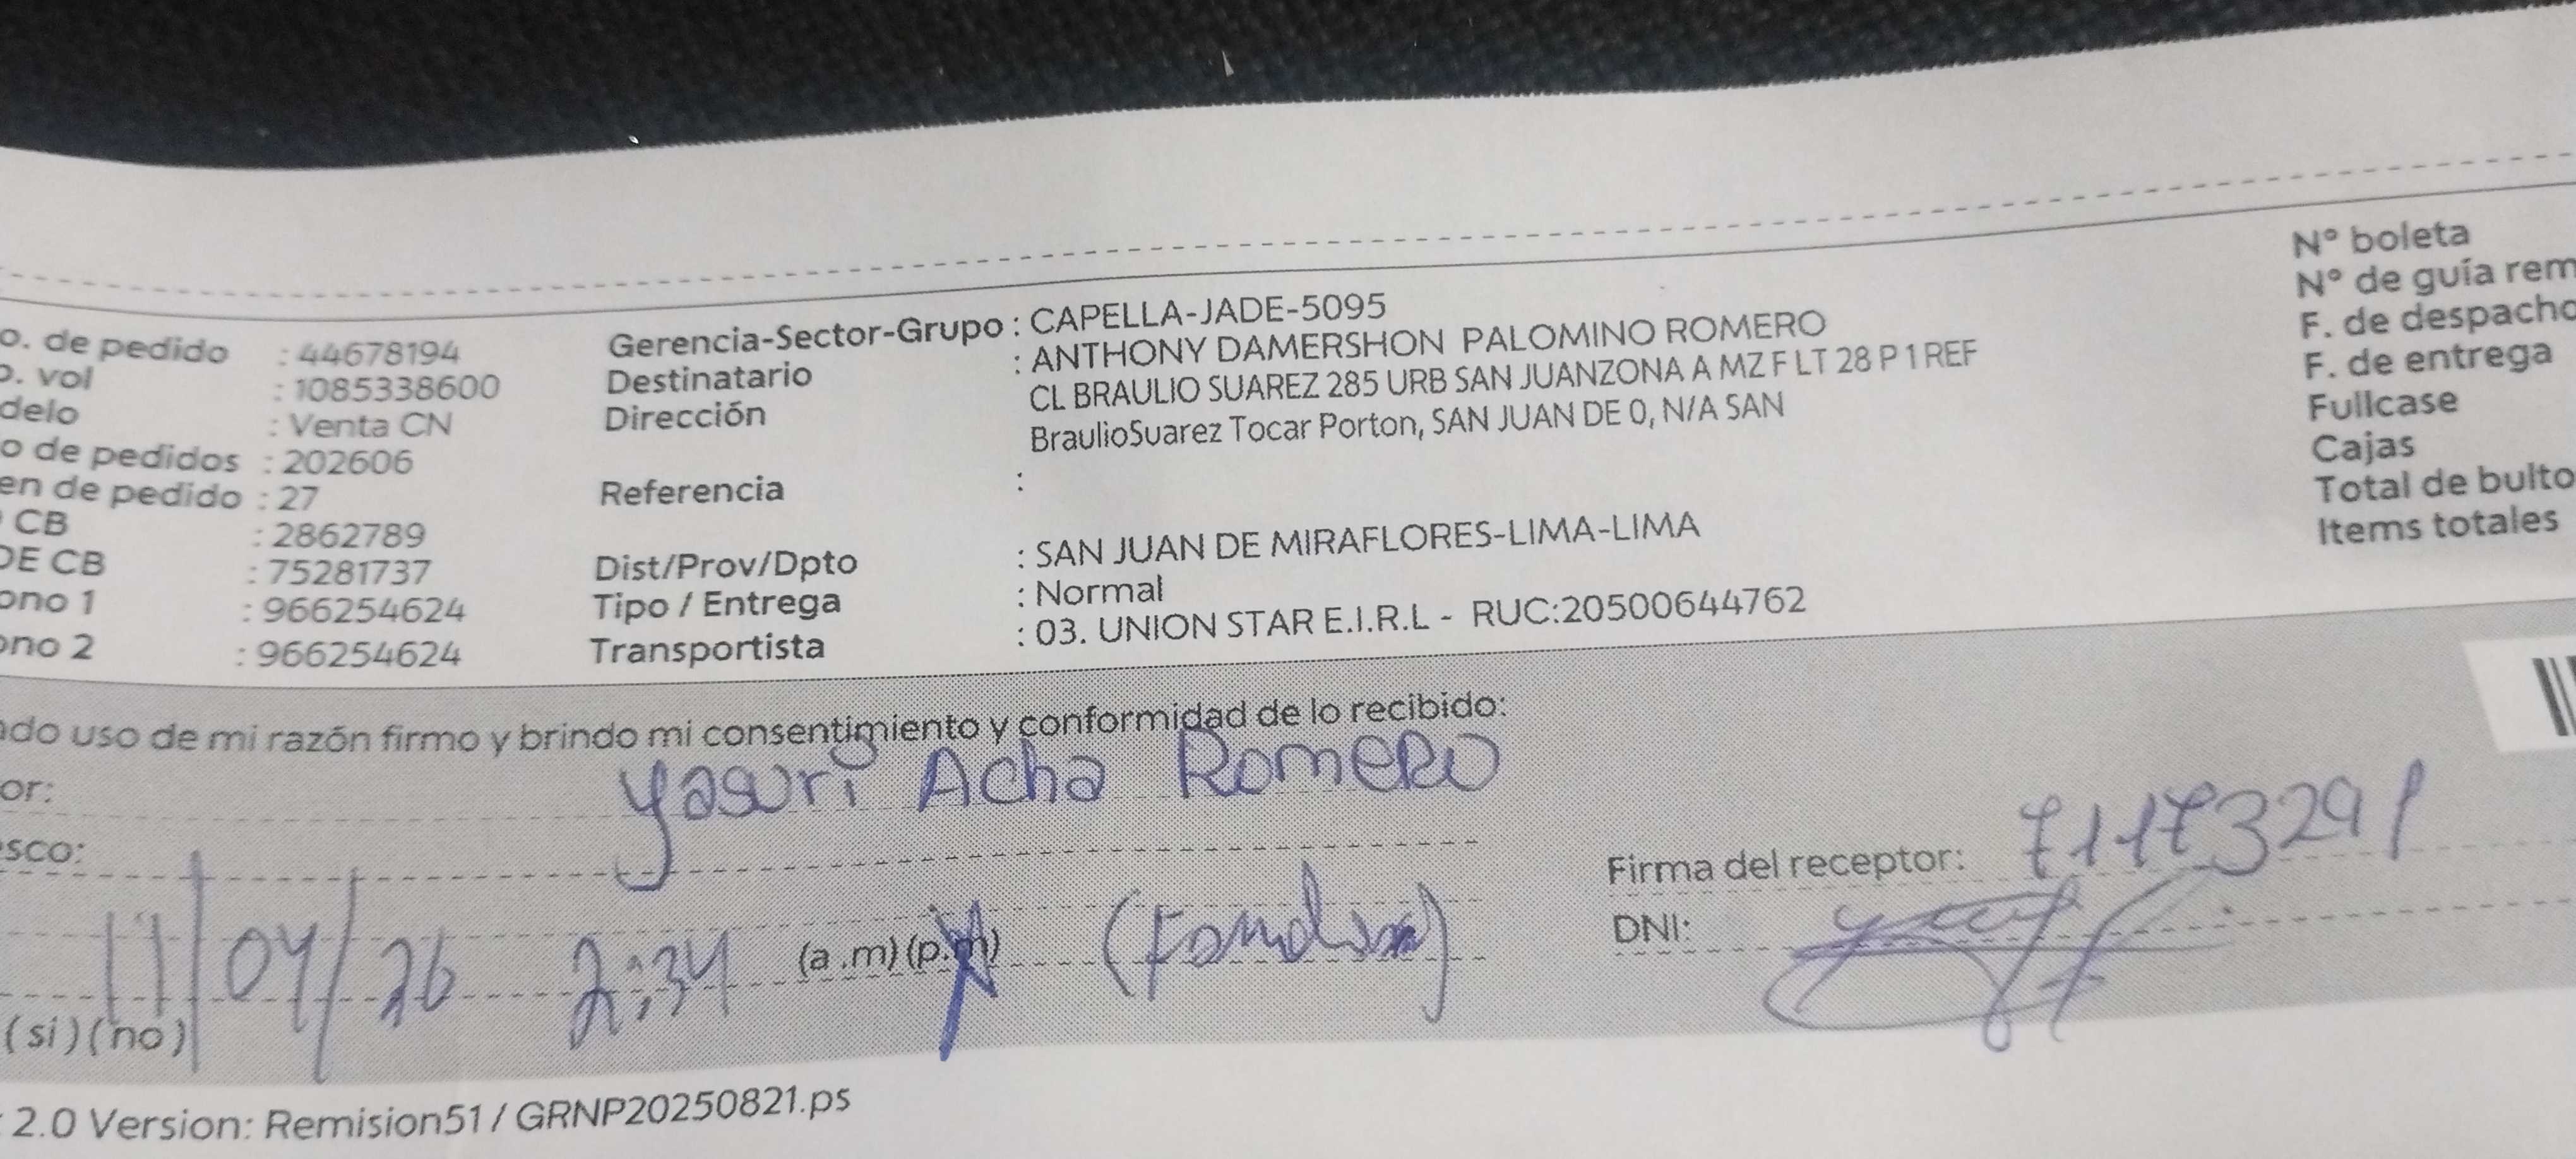 o. de pedido : 44678194
o. vol : 1085338600
delo : Venta CN
o de pedidos : 202606
en de pedido : 27
CB : 2862789
DE CB : 75281737
ono 1 : 966254624
ono 2 : 966254624
Gerencia-Sector-Grupo : CAPELLA-JADE-5095
Destinatario : ANTHONY DAMERSHON PALOMINO ROMERO
Dirección CL BRAULIO SUAREZ 285 URB SAN JUANZONA A MZ F LT 28 P 1 REF
BraulioSuarez Tocar Porton, SAN JUAN DE 0, N/A SAN
Referencia :
Dist/Prov/Dpto : SAN JUAN DE MIRAFLORES-LIMA-LIMA
Tipo / Entrega : Normal
Transportista : 03. UNION STAR E.I.R.L - RUC:20500644762
N° boleta
N° de guía rem
F. de despacho
F. de entrega
Fullcase
Cajas
Total de bulto
Items totales
ndo uso de mi razón firmo y brindo mi consentimiento y conformidad de lo recibido:
or: Yasuri Acha Romero
esco:
Firma del receptor: 71173291
11/04/26 2:34 (a.m)(p.m)
DNI:
(si)(no)
2.0 Version: Remision51 / GRNP20250821.ps